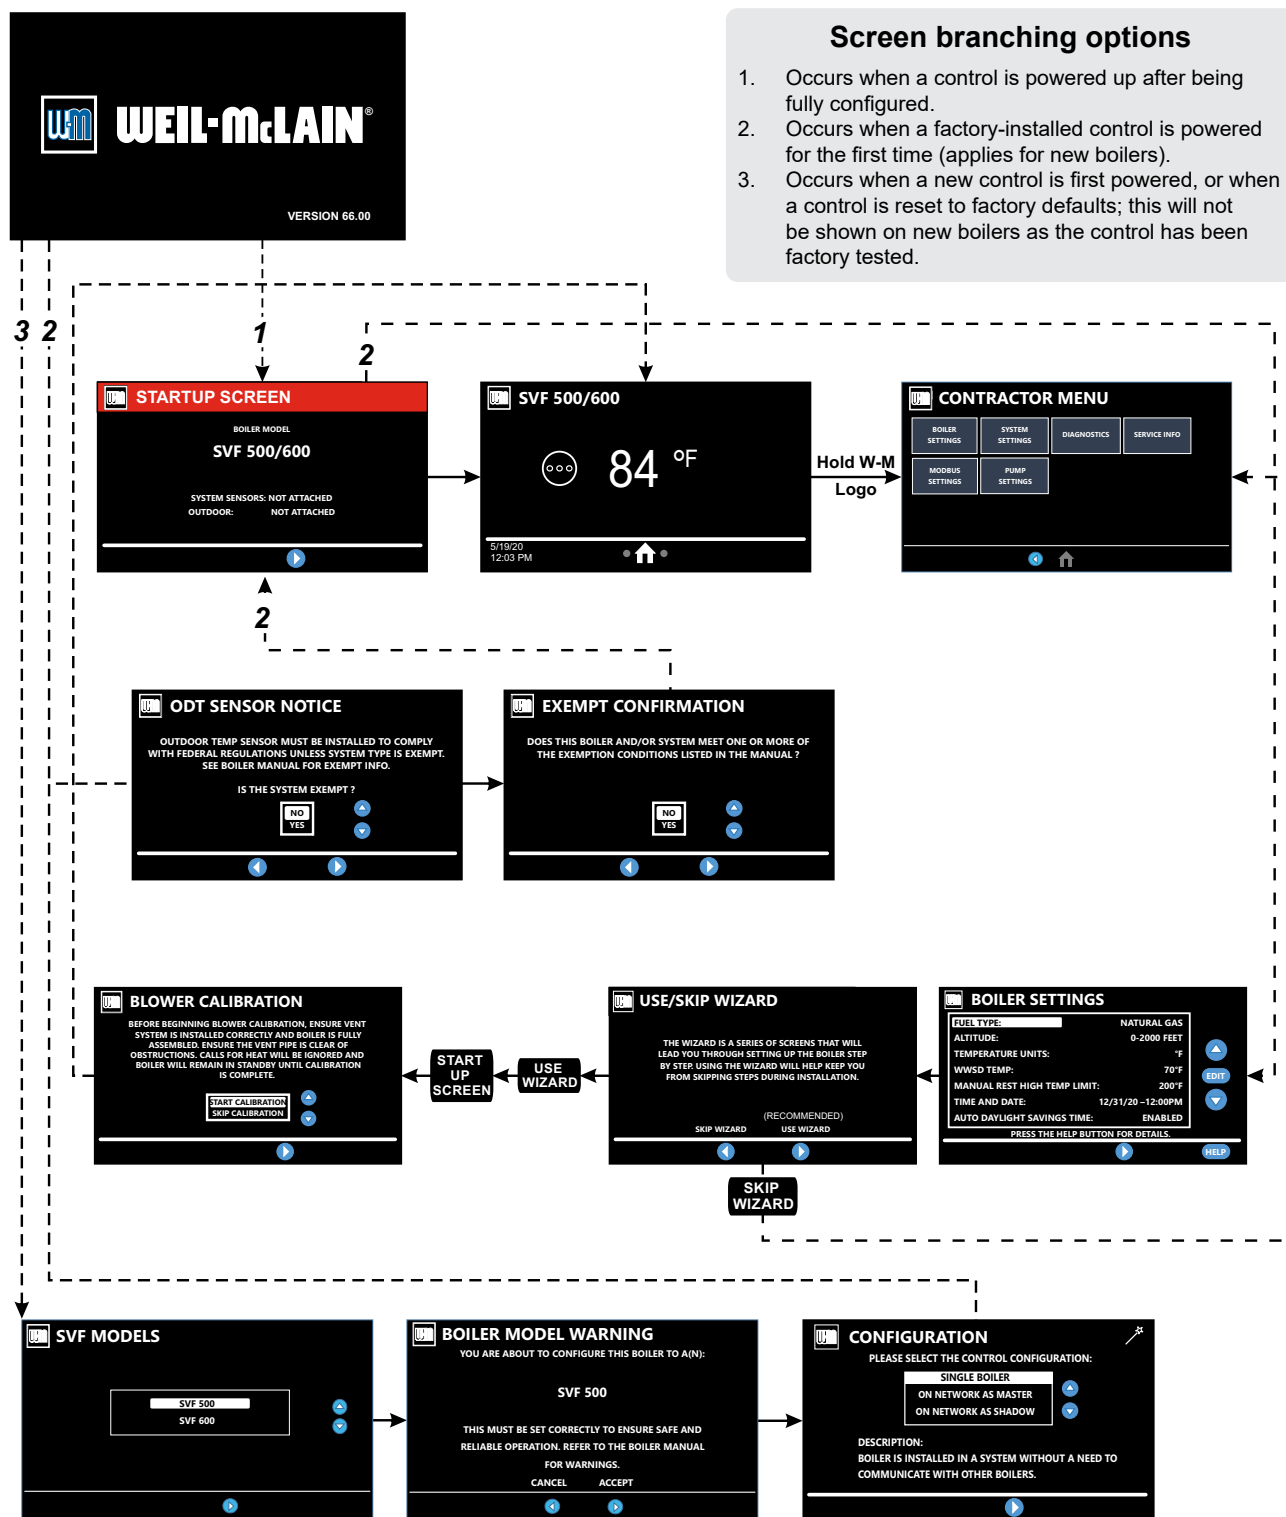 WEIL-McLAIN®
VERSION 66.00
Screen branching options
1. Occurs when a control is powered up after being
fully configured.
2. Occurs when a factory-installed control is powered
for the first time (applies for new boilers).
3. Occurs when a new control is first powered, or when
a control is reset to factory defaults; this will not
be shown on new boilers as the control has been
factory tested.
3 2
1
2
STARTUP SCREEN
BOILER MODEL
SVF 500/600
SYSTEM SENSORS: NOT ATTACHED
OUTDOOR: NOT ATTACHED
SVF 500/600
84 °F
5/19/20
12:03 PM
Hold W-M
Logo
CONTRACTOR MENU
BOILER
SETTINGS
SYSTEM
SETTINGS
DIAGNOSTICS
SERVICE INFO
MODBUS
SETTINGS
PUMP
SETTINGS
2
ODT SENSOR NOTICE
OUTDOOR TEMP SENSOR MUST BE INSTALLED TO COMPLY
WITH FEDERAL REGULATIONS UNLESS SYSTEM TYPE IS EXEMPT.
SEE BOILER MANUAL FOR EXEMPT INFO.
IS THE SYSTEM EXEMPT ?
NO
YES
EXEMPT CONFIRMATION
DOES THIS BOILER AND/OR SYSTEM MEET ONE OR MORE OF
THE EXEMPTION CONDITIONS LISTED IN THE MANUAL ?
NO
YES
BLOWER CALIBRATION
BEFORE BEGINNING BLOWER CALIBRATION, ENSURE VENT
SYSTEM IS INSTALLED CORRECTLY AND BOILER IS FULLY
ASSEMBLED. ENSURE THE VENT PIPE IS CLEAR OF
OBSTRUCTIONS. CALLS FOR HEAT WILL BE IGNORED AND
BOILER WILL REMAIN IN STANDBY UNTIL CALIBRATION
IS COMPLETE.
START CALIBRATION
SKIP CALIBRATION
START
UP
SCREEN
USE
WIZARD
USE/SKIP WIZARD
THE WIZARD IS A SERIES OF SCREENS THAT WILL
LEAD YOU THROUGH SETTING UP THE BOILER STEP
BY STEP. USING THE WIZARD WILL HELP KEEP YOU
FROM SKIPPING STEPS DURING INSTALLATION.
(RECOMMENDED)
SKIP WIZARD USE WIZARD
SKIP
WIZARD
BOILER SETTINGS
FUEL TYPE: NATURAL GAS
ALTITUDE: 0-2000 FEET
TEMPERATURE UNITS: °F
WWSD TEMP: 70°F
MANUAL REST HIGH TEMP LIMIT: 200°F
TIME AND DATE: 12/31/20 –12:00PM
AUTO DAYLIGHT SAVINGS TIME: ENABLED
PRESS THE HELP BUTTON FOR DETAILS.
EDIT
HELP
SVF MODELS
SVF 500
SVF 600
BOILER MODEL WARNING
YOU ARE ABOUT TO CONFIGURE THIS BOILER TO A(N):
SVF 500
THIS MUST BE SET CORRECTLY TO ENSURE SAFE AND
RELIABLE OPERATION. REFER TO THE BOILER MANUAL
FOR WARNINGS.
CANCEL ACCEPT
CONFIGURATION
PLEASE SELECT THE CONTROL CONFIGURATION:
SINGLE BOILER
ON NETWORK AS MASTER
ON NETWORK AS SHADOW
DESCRIPTION:
BOILER IS INSTALLED IN A SYSTEM WITHOUT A NEED TO
COMMUNICATE WITH OTHER BOILERS.